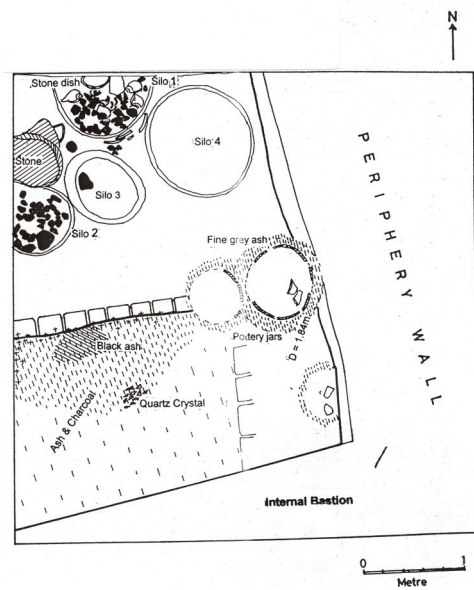 N
Stone dish
Silo 1
Silo 4
Stone
Silo 3
Silo 2
PERIPHERY WALL
Fine grey ash
Pottery jars
D = 1.84m
Black ash
Ash & Charcoal
Quartz Crystal
Internal Bastion
0 1
Metre